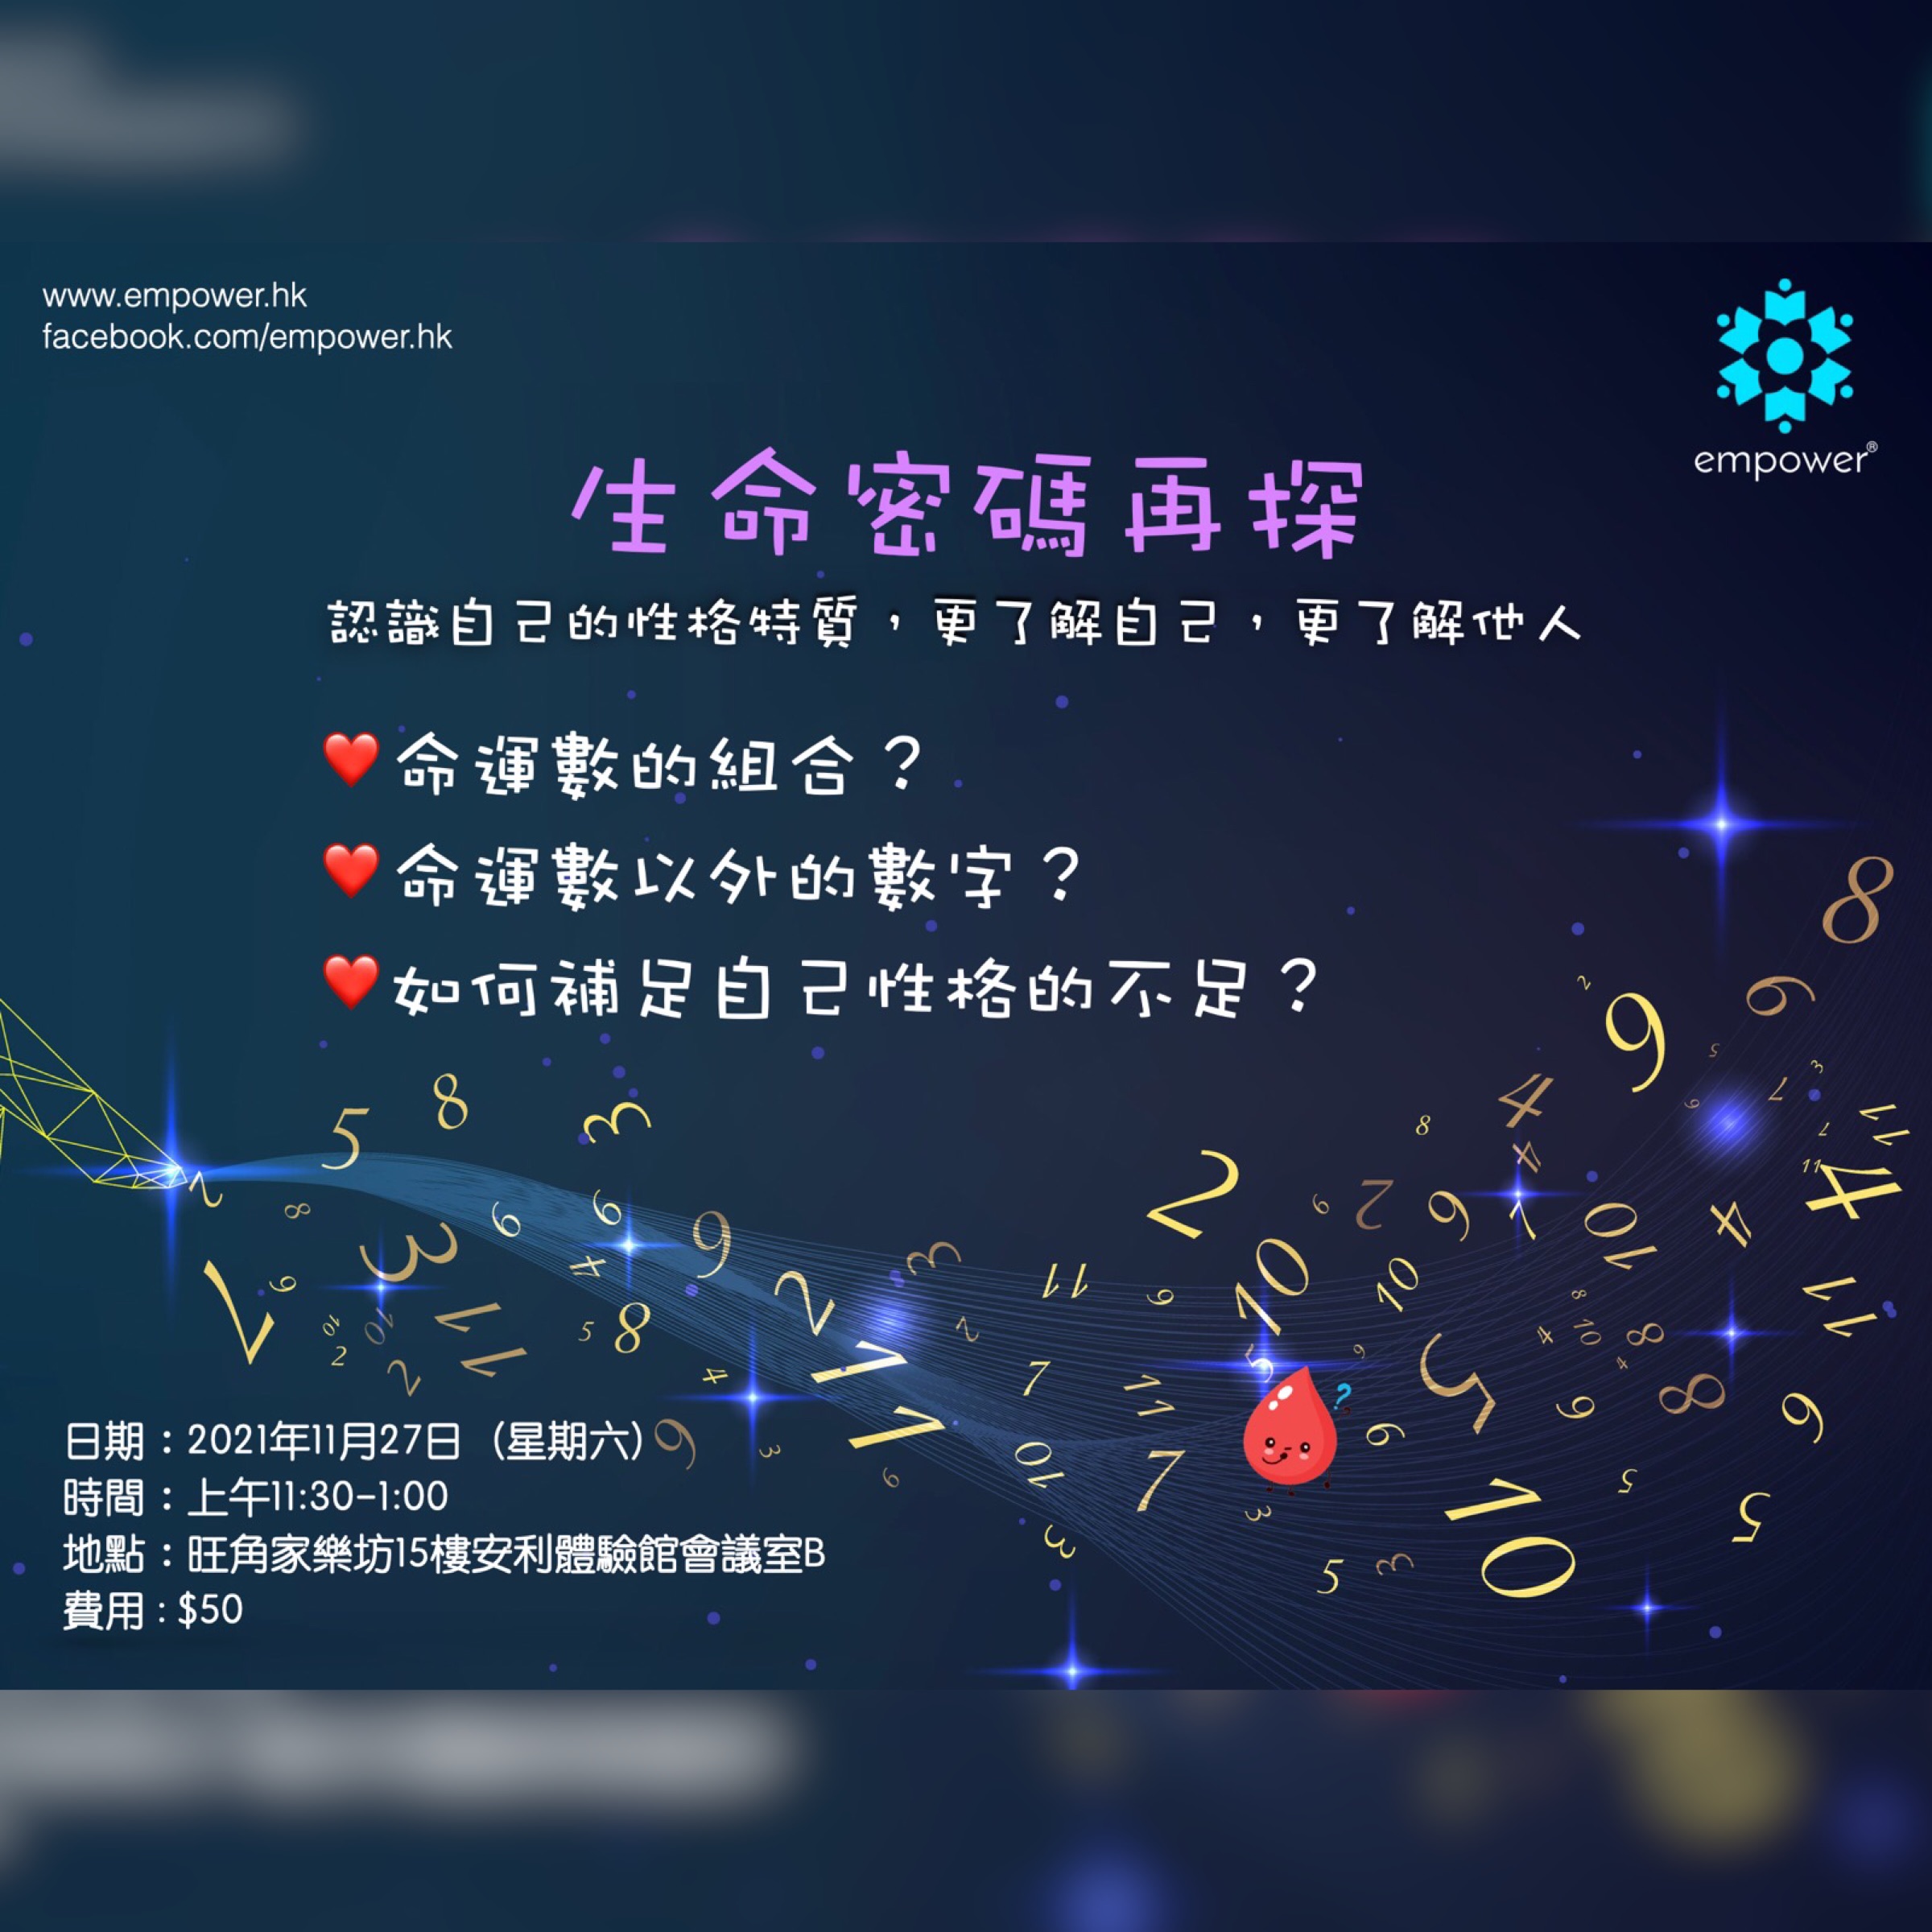 www.empower.hk
facebook.com/empower.hk
empower®
生命密碼再探
認識自己的性格特質，更了解自己，更了解他人
❤️命運數的組合？
❤️命運數以外的數字？
❤️如何補足自己性格的不足？
日期：2021年11月27日（星期六）
時間：上午11:30-1:00
地點：旺角家樂坊15樓安利體驗館會議室B
費用：$50